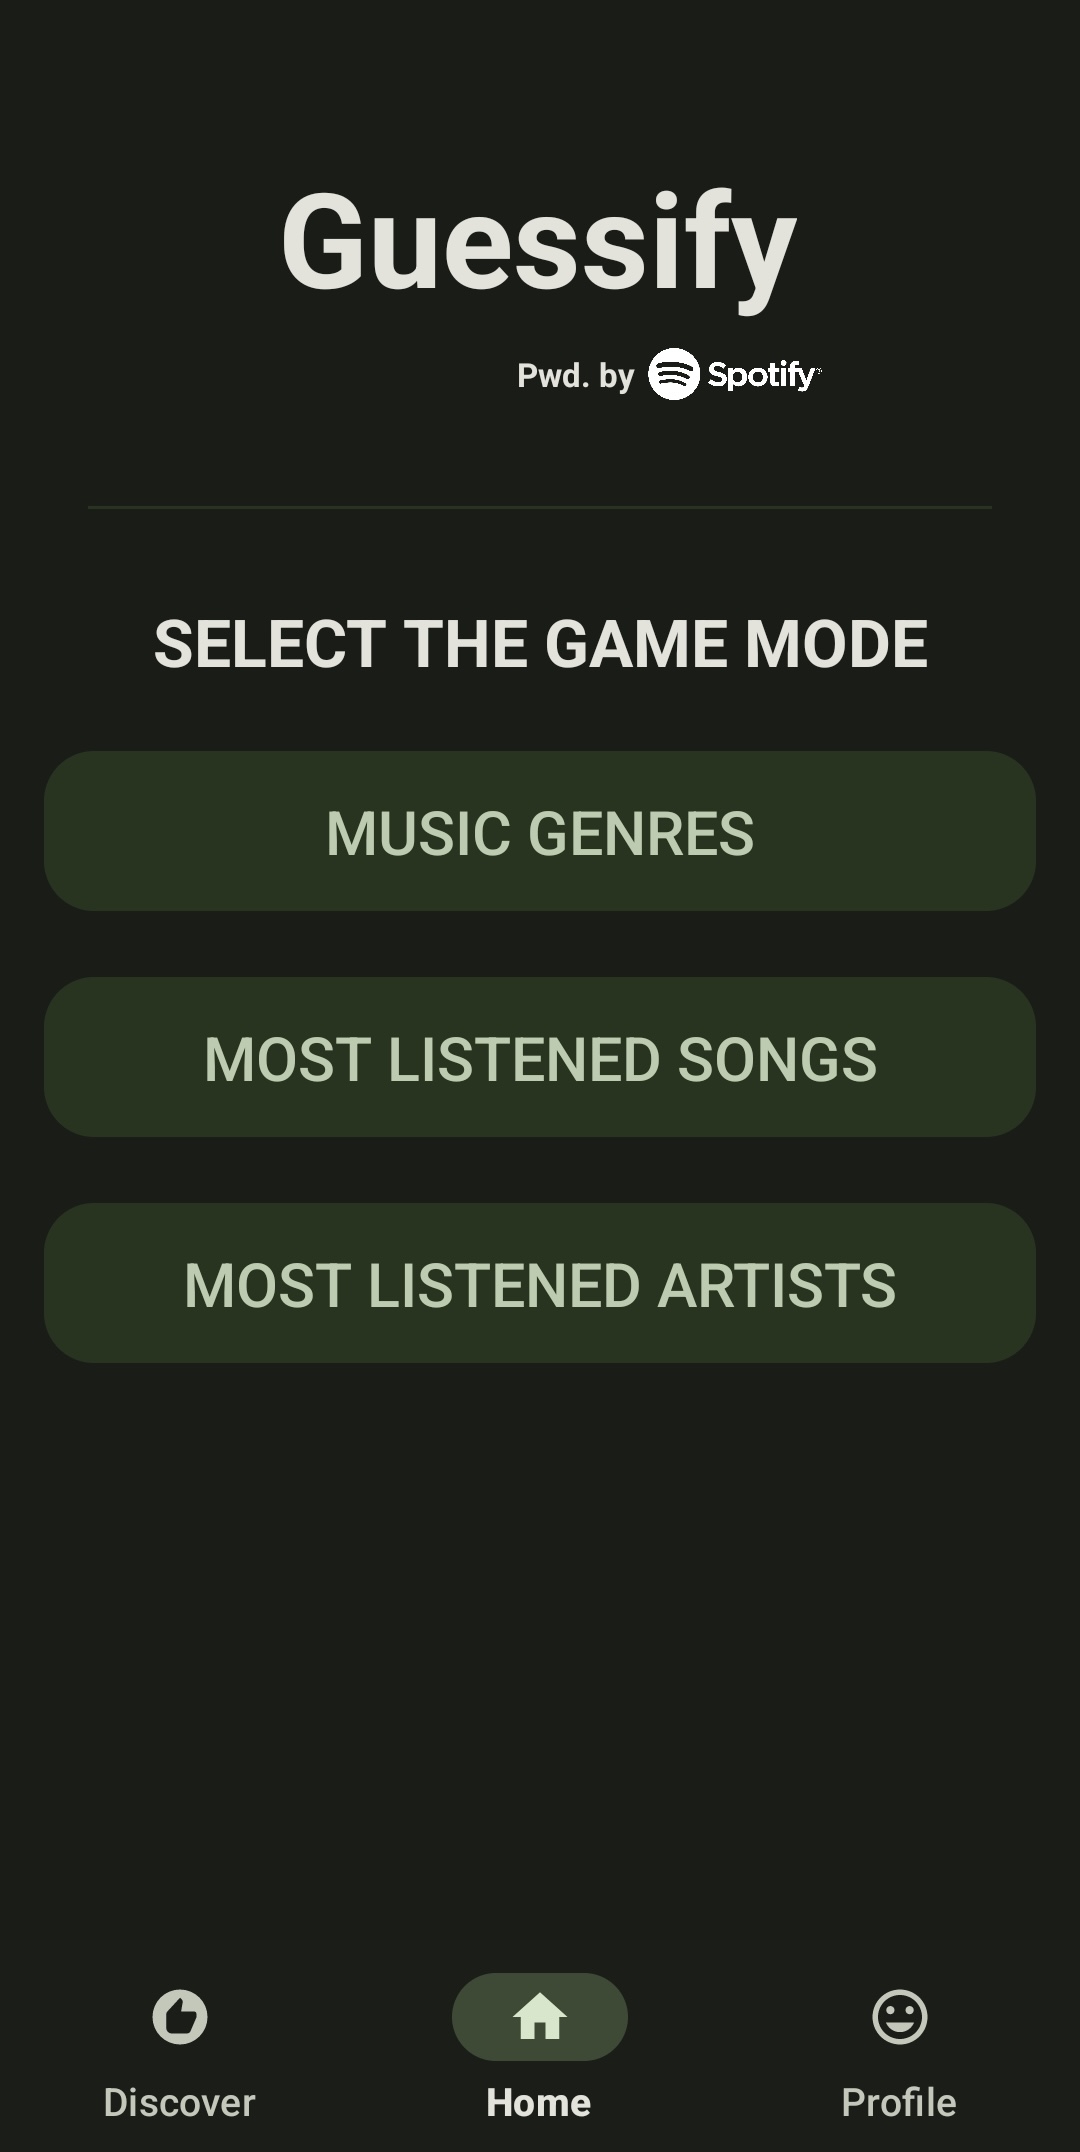 Guessify
Pwd. by Spotify
SELECT THE GAME MODE
MUSIC GENRES
MOST LISTENED SONGS
MOST LISTENED ARTISTS
Discover
Home
Profile